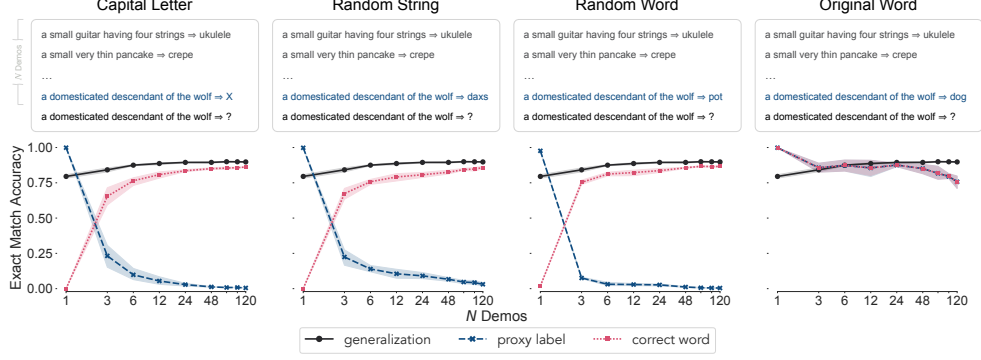 Capital Letter
Random String
Random Word
Original Word
N Demos
a small guitar having four strings ⇒ ukulele
a small very thin pancake ⇒ crepe
...
a domesticated descendant of the wolf ⇒ X
a domesticated descendant of the wolf ⇒ ?
a small guitar having four strings ⇒ ukulele
a small very thin pancake ⇒ crepe
...
a domesticated descendant of the wolf ⇒ daxs
a domesticated descendant of the wolf ⇒ ?
a small guitar having four strings ⇒ ukulele
a small very thin pancake ⇒ crepe
...
a domesticated descendant of the wolf ⇒ pot
a domesticated descendant of the wolf ⇒ ?
a small guitar having four strings ⇒ ukulele
a small very thin pancake ⇒ crepe
...
a domesticated descendant of the wolf ⇒ dog
a domesticated descendant of the wolf ⇒ ?
Exact Match Accuracy
1.00
0.75
0.50
0.25
0.00
1 3 6 12 24 48 120
1 3 6 12 24 48 120
1 3 6 12 24 48 120
1 3 6 12 24 48 120
N Demos
generalization proxy label correct word